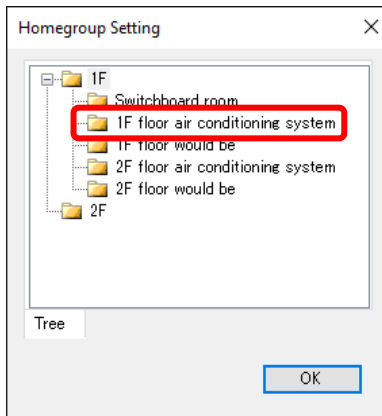 Homegroup Setting
1F
Switchboard room
1F floor air conditioning system
1F floor would be
2F floor air conditioning system
2F floor would be
2F
Tree
OK